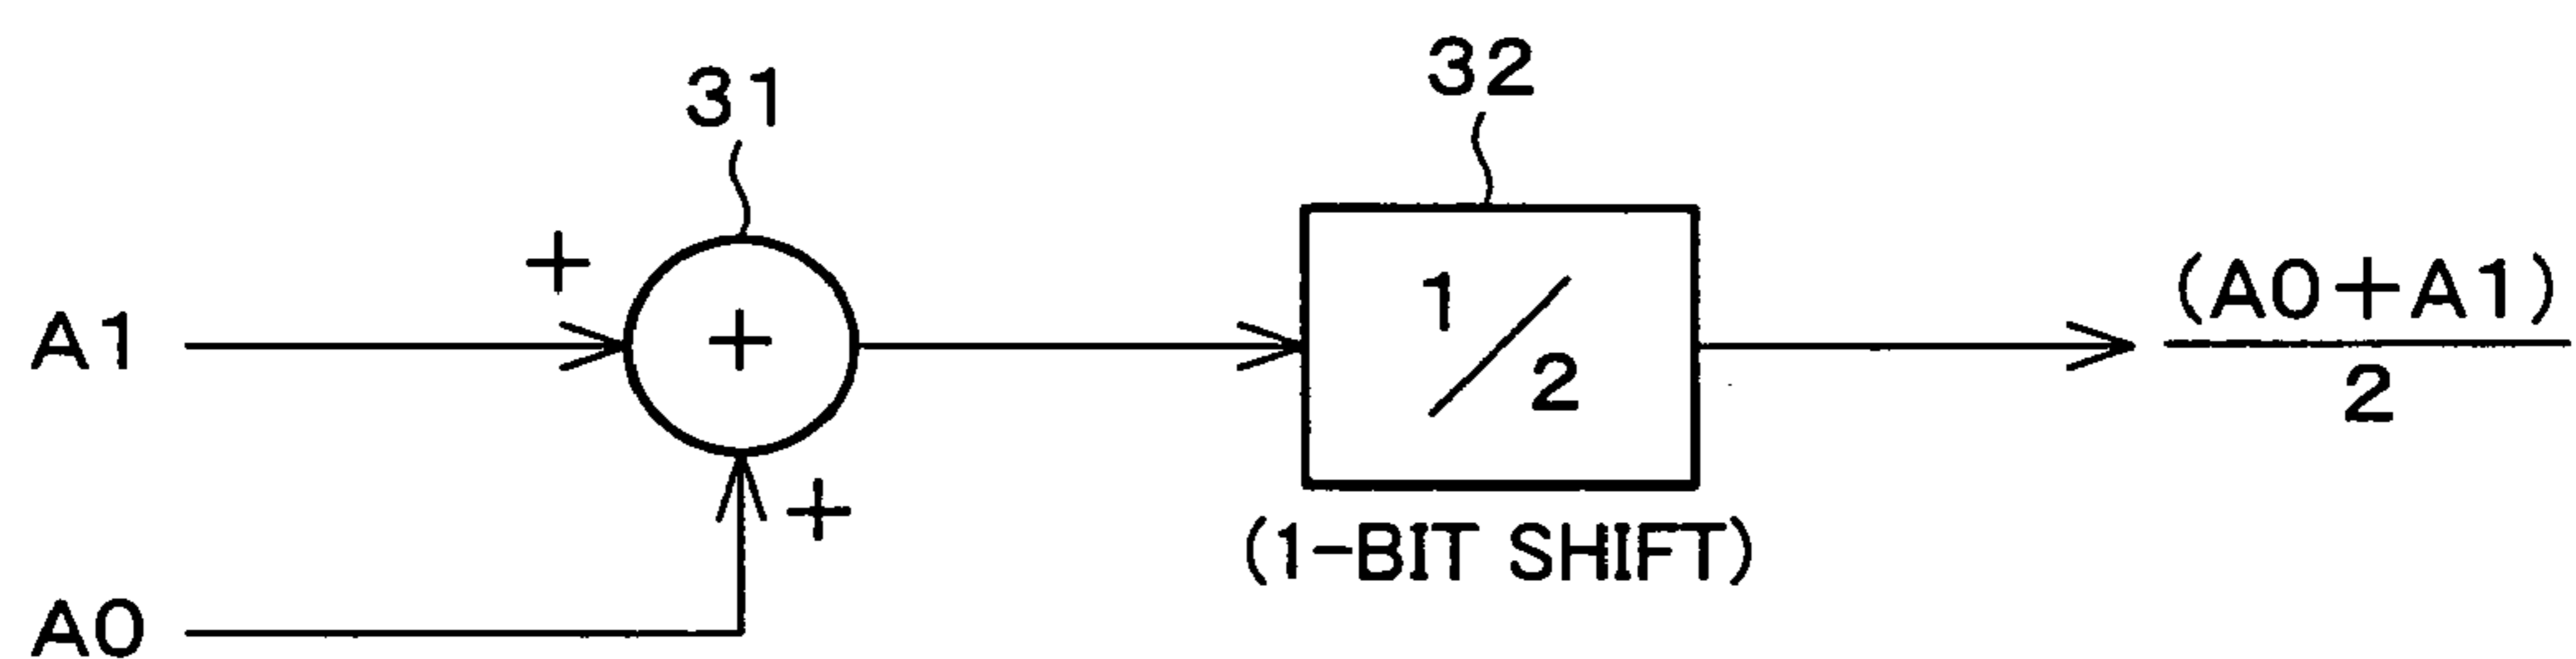 31
32
+
+
A1
1/2
(A0+A1)
2
+
(1-BIT SHIFT)
A0